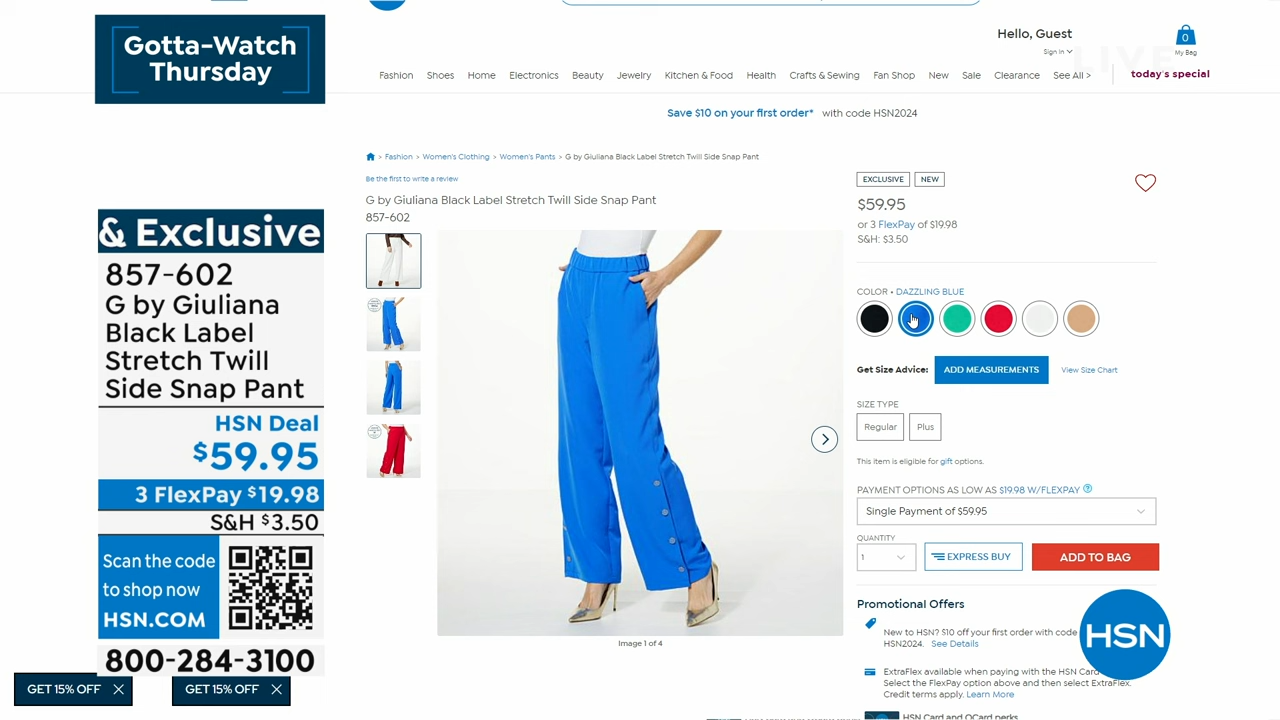 Gotta-Watch
Thursday
Hello, Guest
Sign In
0
My Bag
LIVE
Fashion Shoes Home Electronics Beauty Jewelry Kitchen & Food Health Crafts & Sewing Fan Shop New Sale Clearance See All > today's special
Save $10 on your first order* with code HSN2024
> Fashion > Women's Clothing > Women's Pants > G by Giuliana Black Label Stretch Twill Side Snap Pant
Be the first to write a review
G by Giuliana Black Label Stretch Twill Side Snap Pant
857-602
Image 1 of 4
EXCLUSIVE NEW
$59.95
or 3 FlexPay of $19.98
S&H: $3.50
COLOR • DAZZLING BLUE
Get Size Advice: ADD MEASUREMENTS View Size Chart
SIZE TYPE
Regular Plus
This item is eligible for gift options.
PAYMENT OPTIONS AS LOW AS $19.98 W/FLEXPAY ?
Single Payment of $59.95
QUANTITY
1 EXPRESS BUY ADD TO BAG
Promotional Offers
New to HSN? $10 off your first order with code
HSN2024. See Details
ExtraFlex available when paying with the HSN Card
Select the FlexPay option above and then select ExtraFlex.
Credit terms apply. Learn More
HSN Card and QCard perks
HSN
& Exclusive
857-602
G by Giuliana
Black Label
Stretch Twill
Side Snap Pant
HSN Deal
$59.95
3 FlexPay $19.98
S&H $3.50
Scan the code
to shop now
HSN.COM
800-284-3100
GET 15% OFF GET 15% OFF